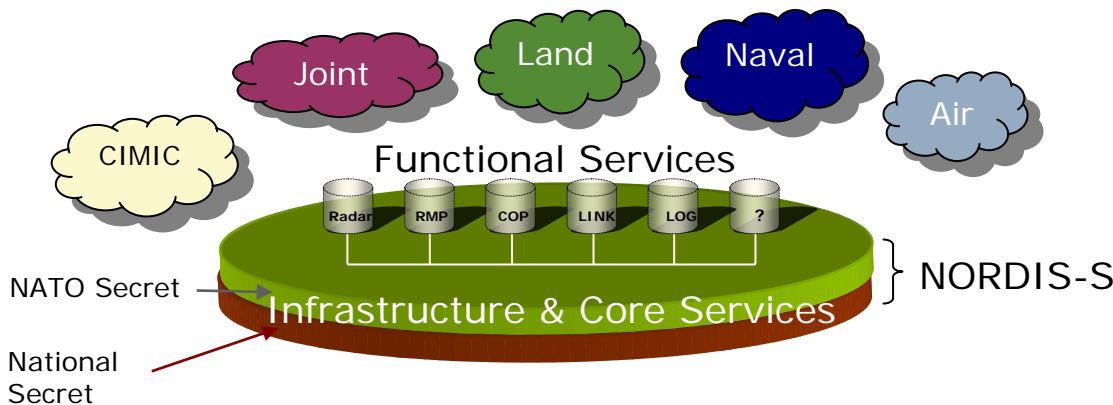 Joint
Land
Naval
Air
CIMIC
Functional Services
Radar
RMP
COP
LINK
LOG
?
NORDIS-S
NATO Secret
Infrastructure & Core Services
National
Secret